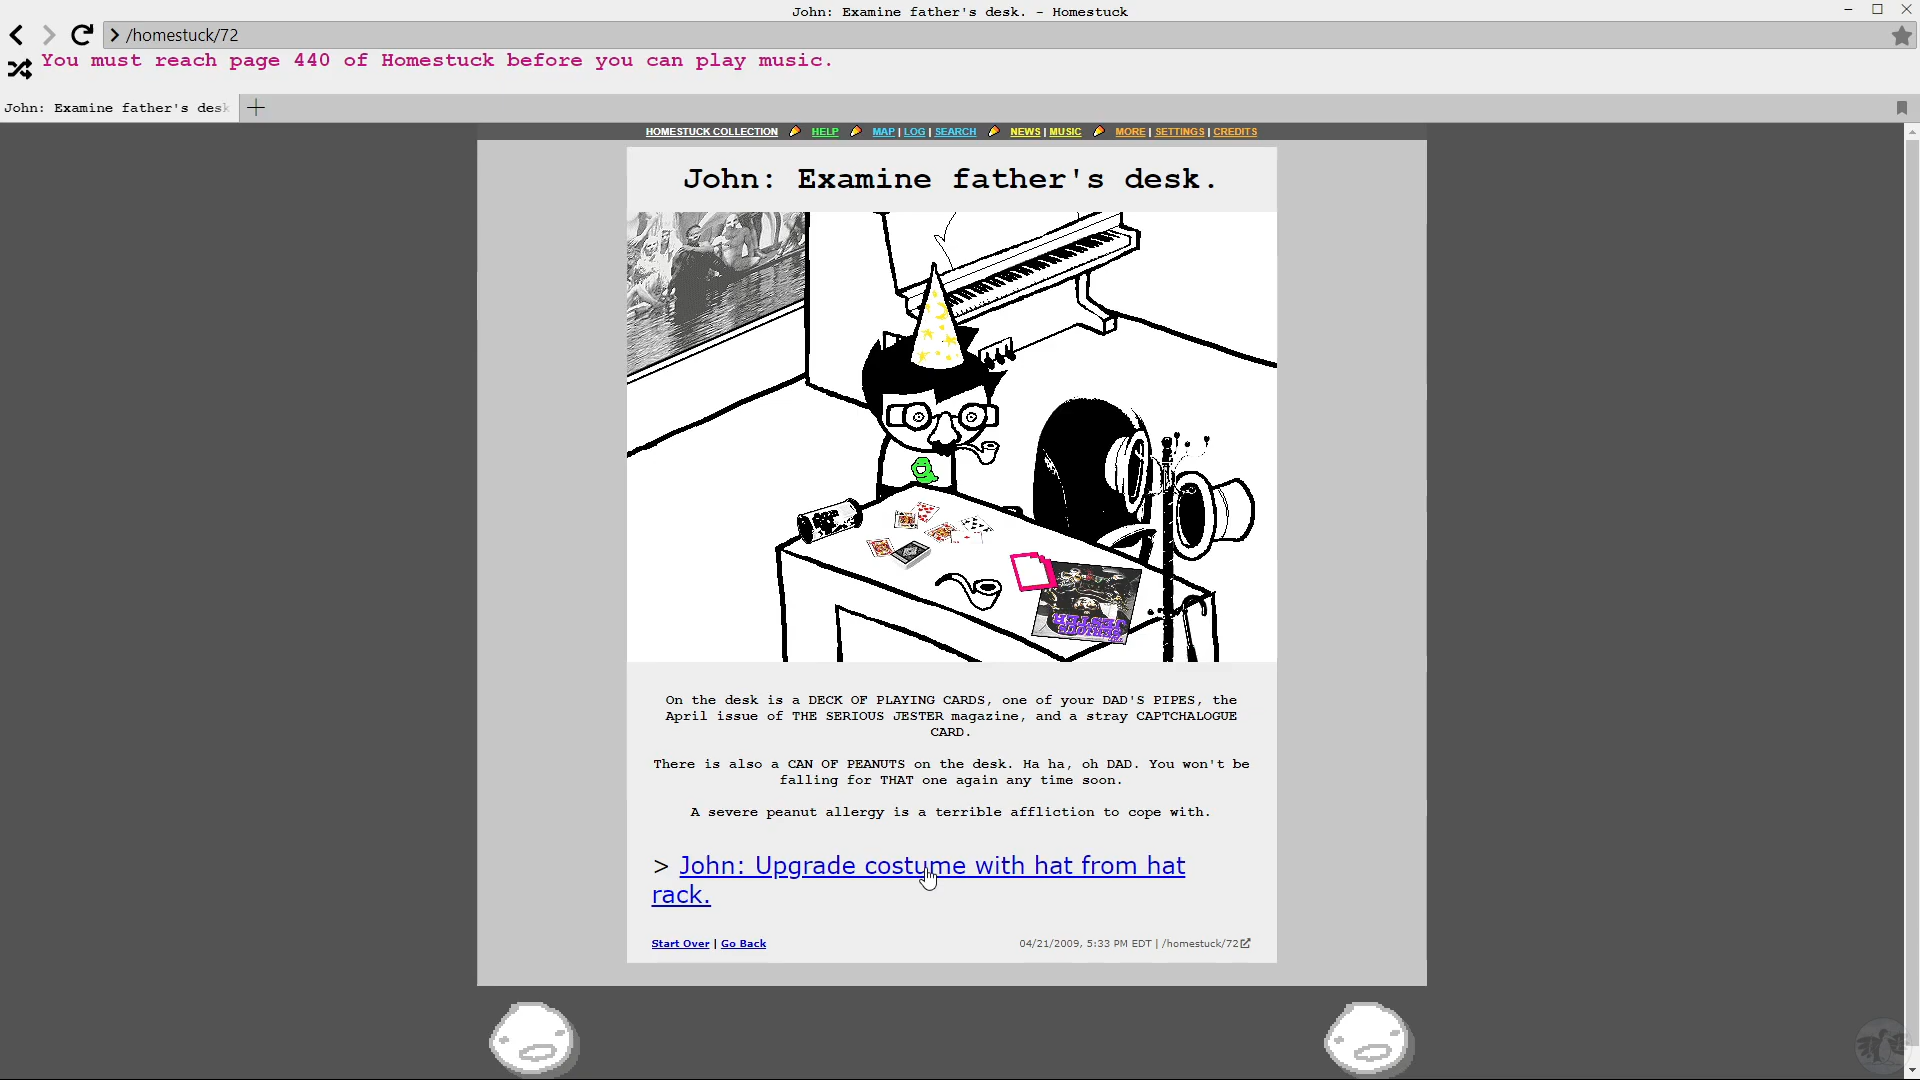 John: Examine father's desk. - Homestuck
/homestuck/72
You must reach page 440 of Homestuck before you can play music.
John: Examine father's desk
HOMESTUCK COLLECTION HELP MAP | LOG | SEARCH NEWS | MUSIC MORE | SETTINGS | CREDITS
John: Examine father's desk.
SERIOUS
JESTER
On the desk is a DECK OF PLAYING CARDS, one of your DAD'S PIPES, the
April issue of THE SERIOUS JESTER magazine, and a stray CAPTCHALOGUE
CARD.
There is also a CAN OF PEANUTS on the desk. Ha ha, oh DAD. You won't be
falling for THAT one again any time soon.
A severe peanut allergy is a terrible affliction to cope with.
> John: Upgrade costume with hat from hat
rack.
Start Over | Go Back 04/21/2009, 5:33 PM EDT | /homestuck/72